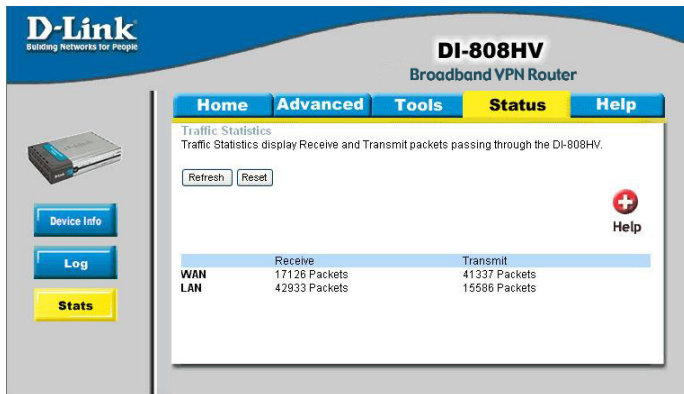 D-Link
Building Networks for People
DI-808HV
Broadband VPN Router
Home Advanced Tools Status Help
Traffic Statistics
Traffic Statistics display Receive and Transmit packets passing through the DI-808HV.
Refresh Reset
Help
Device Info
Log
Stats
Receive Transmit
WAN 17126 Packets 41337 Packets
LAN 42933 Packets 15586 Packets